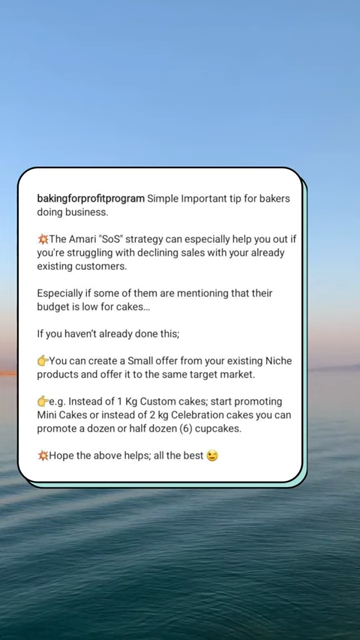 bakingforprofitprogram Simple Important tip for bakers
doing business.
💥The Amari "SoS" strategy can especially help you out if
you're struggling with declining sales with your already
existing customers.
Especially if some of them are mentioning that their
budget is low for cakes...
If you haven't already done this;
👉You can create a Small offer from your existing Niche
products and offer it to the same target market.
👉e.g. Instead of 1 Kg Custom cakes; start promoting
Mini Cakes or instead of 2 kg Celebration cakes you can
promote a dozen or half dozen (6) cupcakes.
💥Hope the above helps; all the best 😉